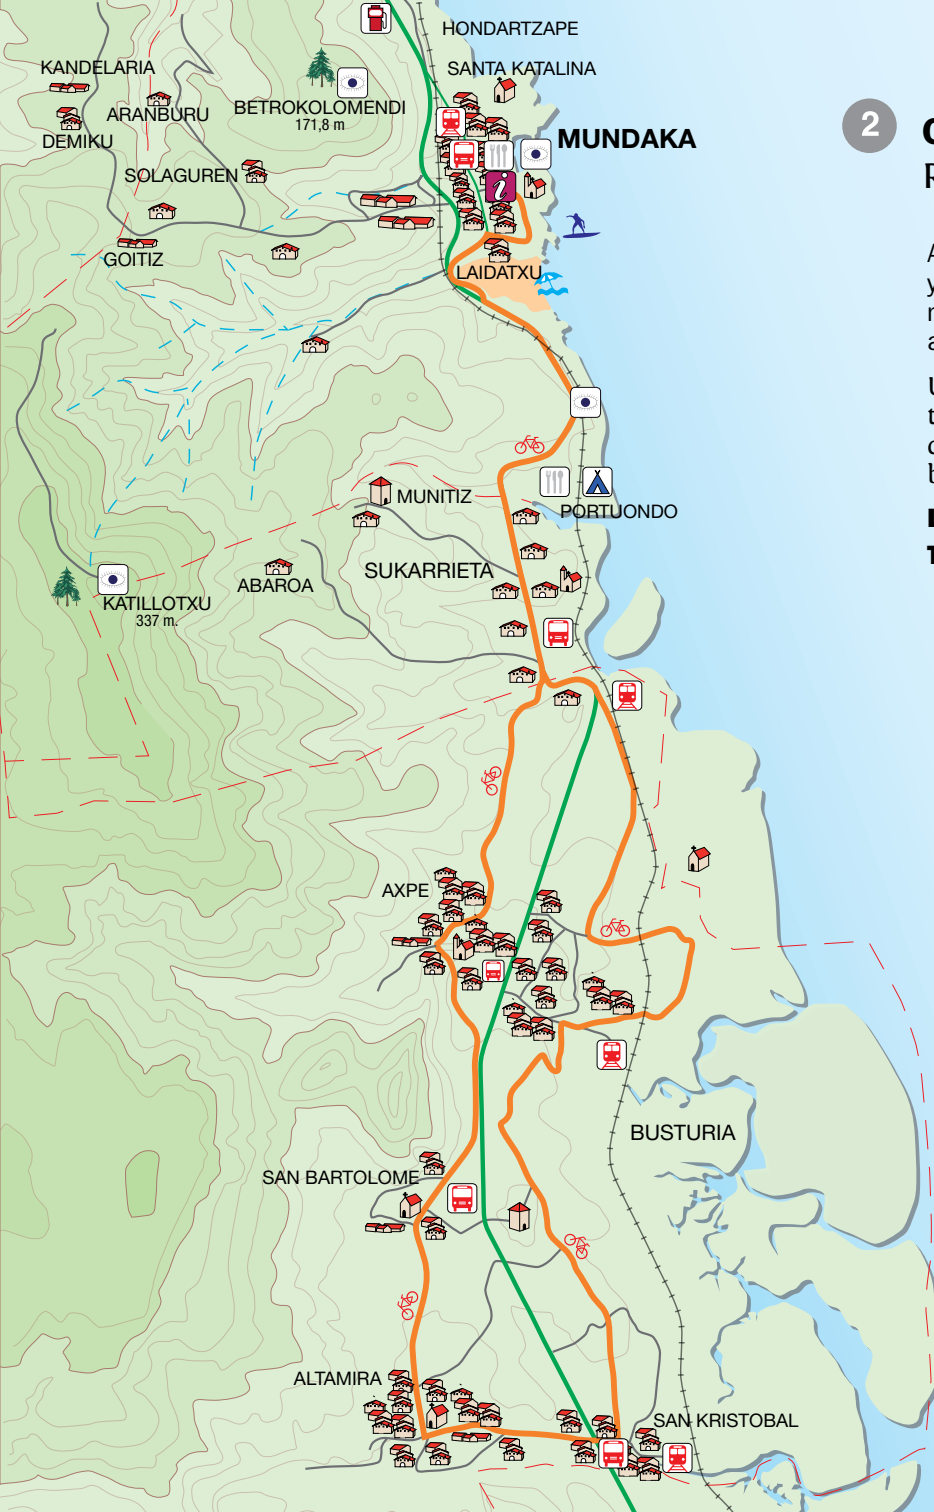 HONDARTZAPE
KANDELARIA
SANTA KATALINA
ARANBURU
BETROKOLOMENDI
171,8 m
DEMIKU
MUNDAKA
2
SOLAGUREN
i
GOITIZ
LAIDATXU
MUNITIZ
PORTUONDO
SUKARRIETA
ABAROA
KATILLOTXU
337 m.
AXPE
BUSTURIA
SAN BARTOLOME
ALTAMIRA
SAN KRISTOBAL